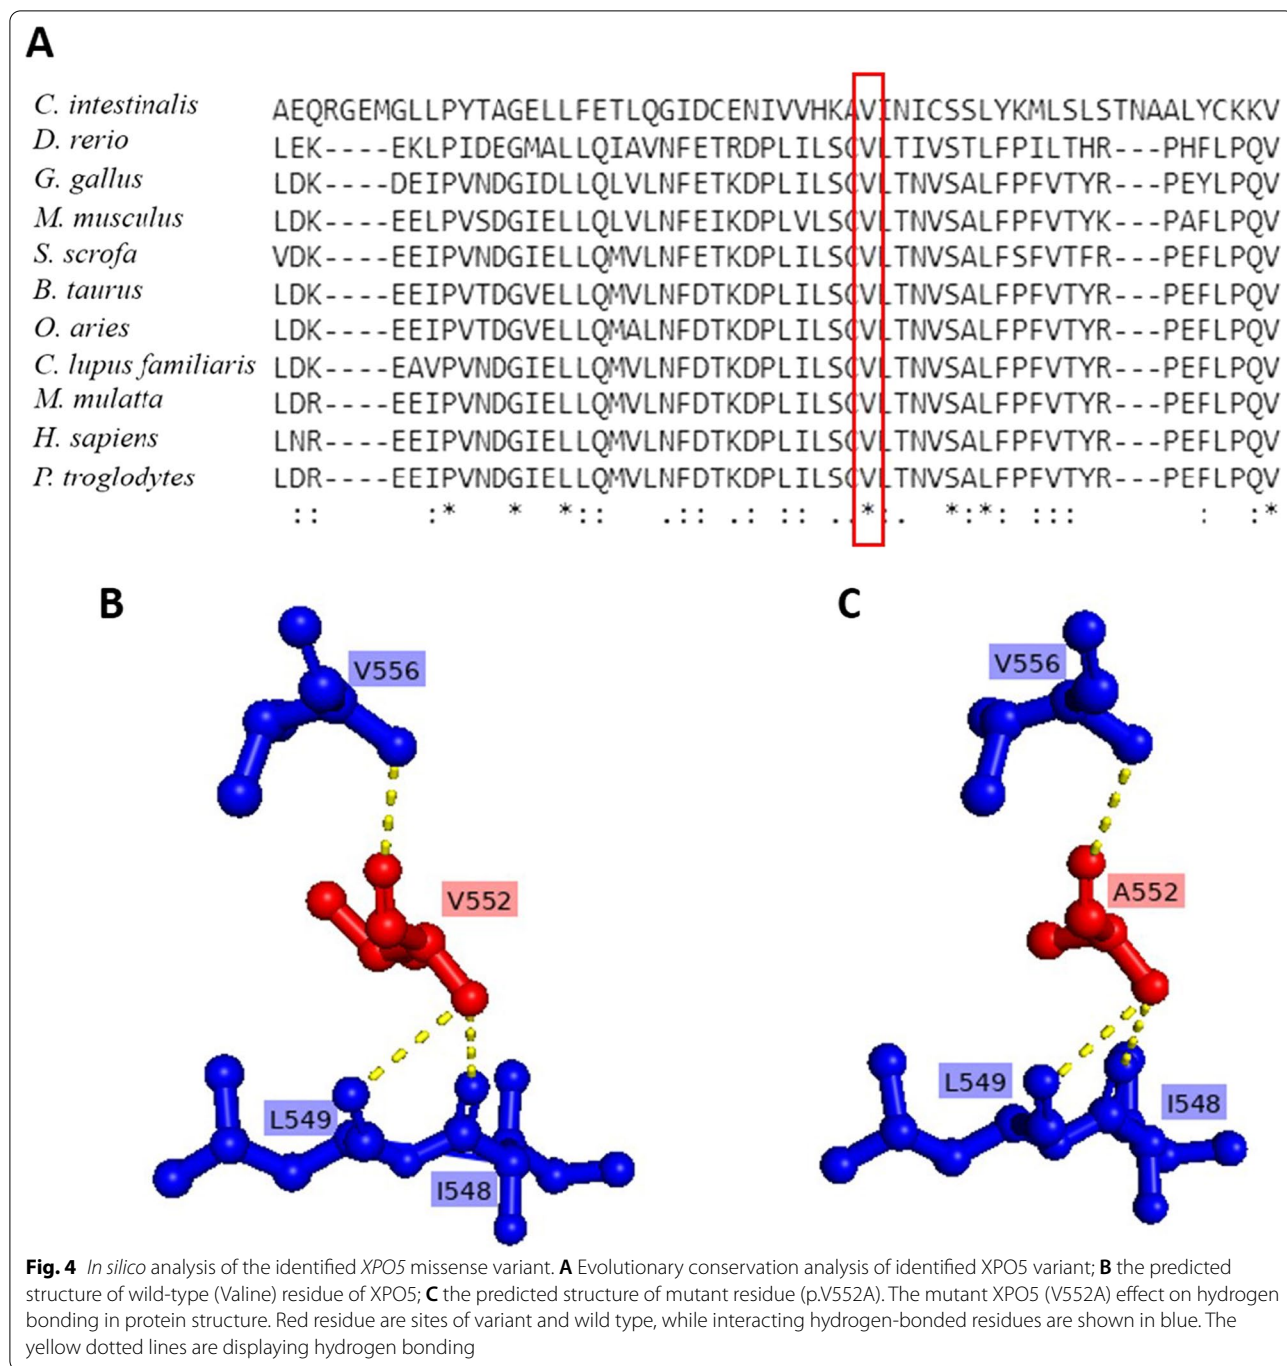 A
C. intestinalis AEQRGEMGLLPYTAGELLFETLQGIDCENIVVHKAVINICSSLYKMLSLSTNAALYCKKV
D. rerio LEK----EKLPIDEGMALLQIAVNFETRDPLILSCVLTIVSTLFPILTHR---PHFLPQV
G. gallus LDK----DEIPVNDGIDLLQLVLNFETKDPLILSCVLTNVSALFPFVTYR---PEYLPQV
M. musculus LDK----EELPVSDGIELLQLVLNFEIKDPLVLSCVLTNVSALFPFVTYK---PAFLPQV
S. scrofa VDK----EEIPVNDGIELLQMVLNFETKDPLILSCVLTNVSALFSFVTFR---PEFLPQV
B. taurus LDK----EEIPVTDGVELLQMVLNFDTKDPLILSCVLTNVSALFPFVTYR---PEFLPQV
O. aries LDK----EEIPVTDGVELLQMALNFDTKDPLILSCVLTNVSALFPFVTYR---PEFLPQV
C. lupus familiaris LDK----EAVPVNDGIELLQMVLNFDTKDPLILSCVLTNVSALFPFVTYR---PEFLPQV
M. mulatta LDR----EEIPVNDGIELLQMVLNFDTKDPLILSCVLTNVSALFPFVTYR---PEFLPQV
H. sapiens LNR----EEIPVNDGIELLQMVLNFDTKDPLILSCVLTNVSALFPFVTYR---PEFLPQV
P. troglodytes LDR----EEIPVNDGIELLQMVLNFDTKDPLILSCVLTNVSALFPFVTYR---PEFLPQV
:: :* * *:: .:: .: :: ..*:. *:*: ::: : :*
B
V556
V552
L549
I548
C
V556
A552
L549
I548
Fig. 4 In silico analysis of the identified XPO5 missense variant. A Evolutionary conservation analysis of identified XPO5 variant; B the predicted
structure of wild-type (Valine) residue of XPO5; C the predicted structure of mutant residue (p.V552A). The mutant XPO5 (V552A) effect on hydrogen
bonding in protein structure. Red residue are sites of variant and wild type, while interacting hydrogen-bonded residues are shown in blue. The
yellow dotted lines are displaying hydrogen bonding